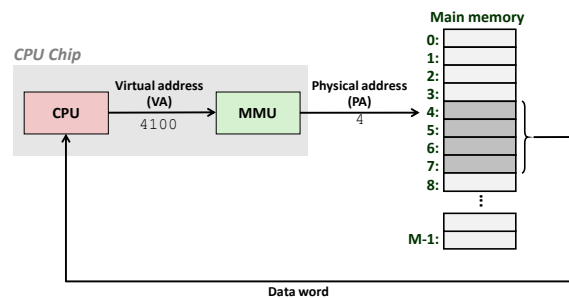 Main memory
0:
1:
2:
3:
4:
5:
6:
7:
8:
...
M-1:
CPU Chip
Virtual address
(VA)
4100
Physical address
(PA)
4
CPU
MMU
Data word